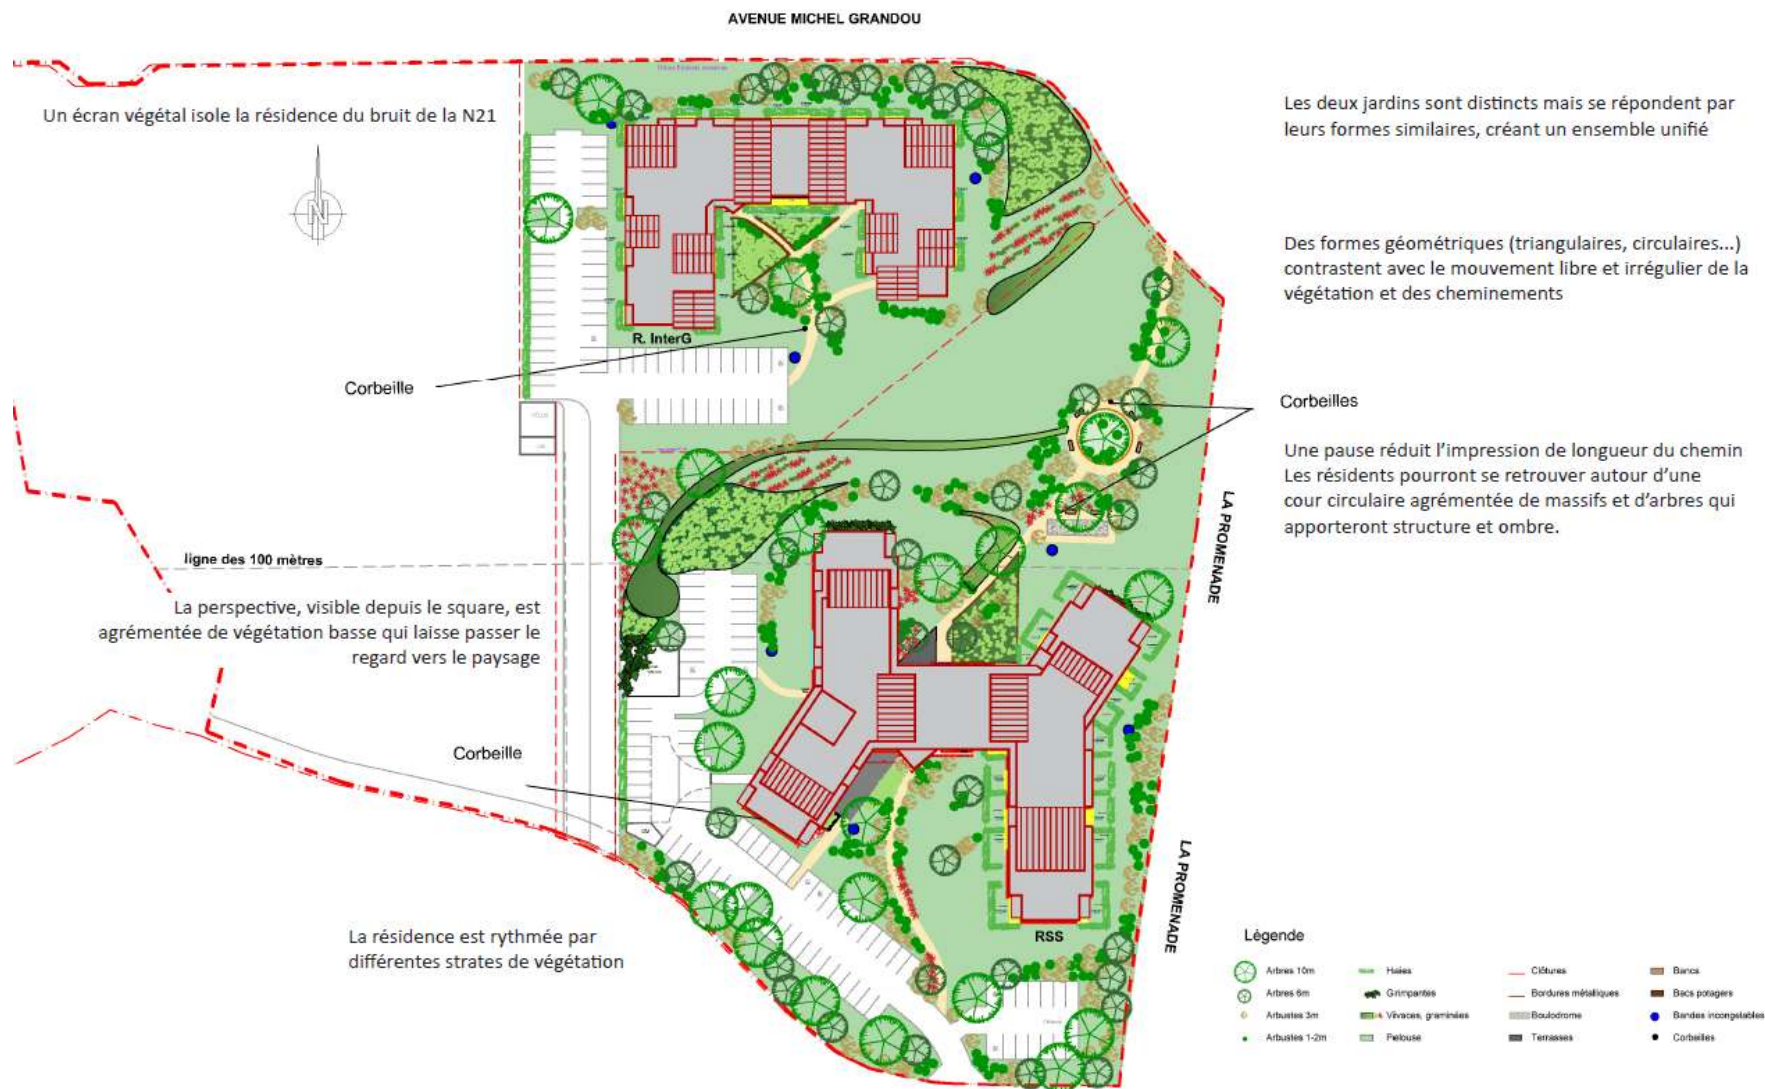 AVENUE MICHEL GRANDOU
Un écran végétal isole la résidence du bruit de la N21
N
Les deux jardins sont distincts mais se répondent par
leurs formes similaires, créant un ensemble unifié
Des formes géométriques (triangulaires, circulaires...)
contrastent avec le mouvement libre et irrégulier de la
végétation et des cheminements
R. InterG
Corbeille
Corbeilles
Une pause réduit l'impression de longueur du chemin
Les résidents pourront se retrouver autour d'une
cour circulaire agrémentée de massifs et d'arbres qui
apporteront structure et ombre.
LA PROMENADE
ligne des 100 mètres
La perspective, visible depuis le square, est
agrémentée de végétation basse qui laisse passer le
regard vers le paysage
Corbeille
LA PROMENADE
La résidence est rythmée par
différentes strates de végétation
RSS
Légende
Arbres 10m
Arbres 6m
Arbustes 3m
Arbustes 1-2m
Haies
Grimpantes
Vivaces, graminées
Pelouse
Clôtures
Bordures métalliques
Boulodrome
Terrasses
Bancs
Bacs potagers
Bandes incongelables
Corbeilles